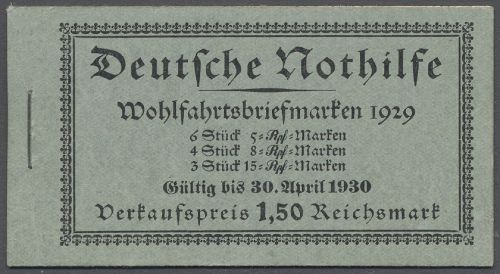 Deutsche Nothilfe
Wohlfahrtsbriefmarken 1929
6 Stück 5-Rpf-Marken
4 Stück 8-Rpf-Marken
3 Stück 15-Rpf-Marken
Gültig bis 30. April 1930
Verkaufspreis 1,50 Reichsmark